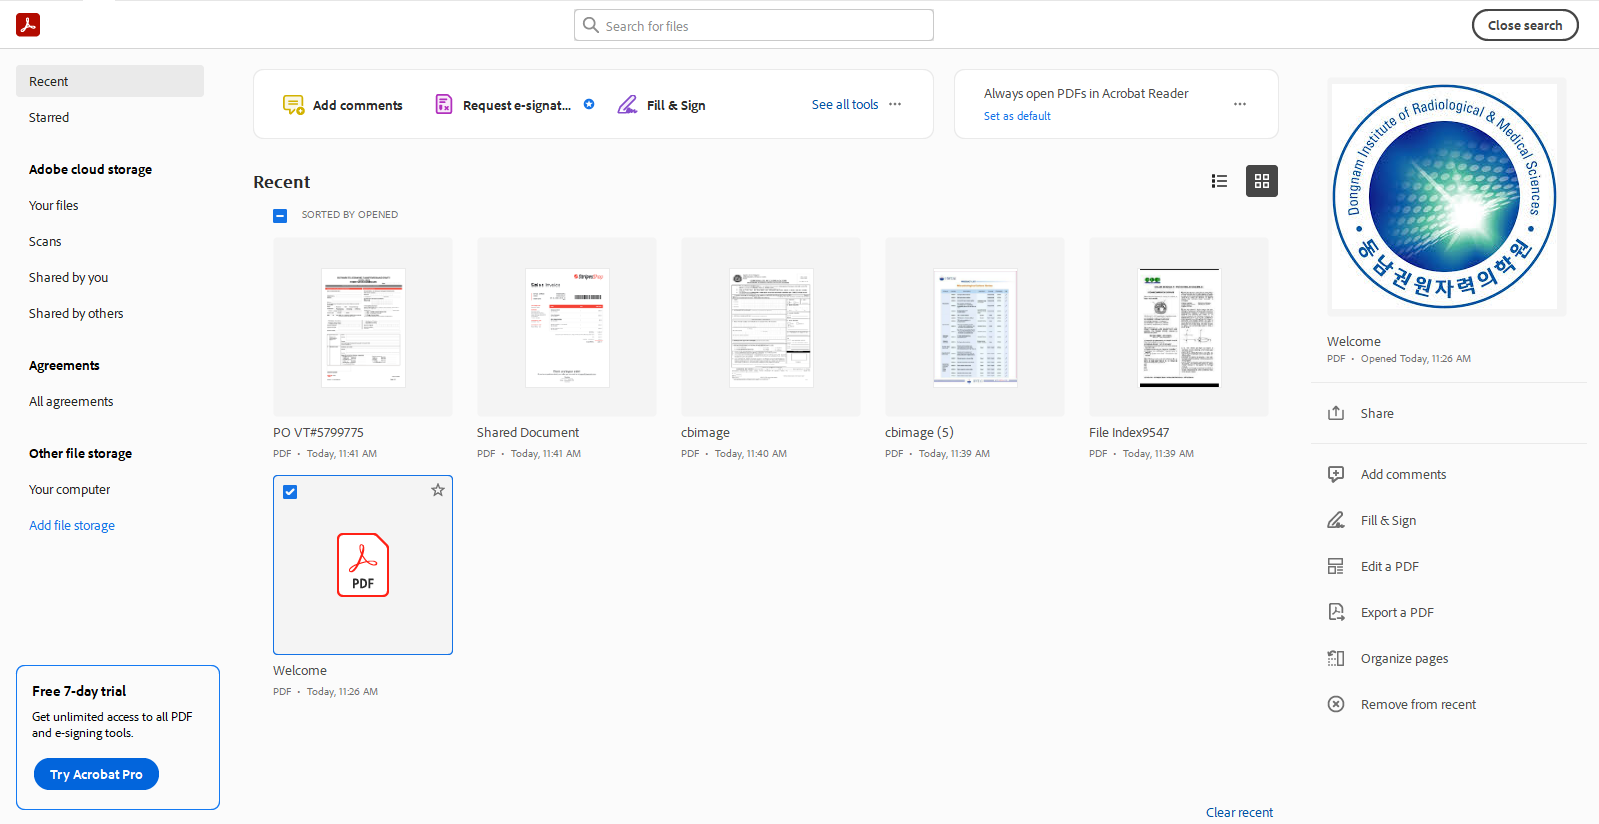 Search for files
Close search
Recent
Starred
Adobe cloud storage
Your files
Scans
Shared by you
Shared by others
Agreements
All agreements
Other file storage
Your computer
Add file storage
Free 7-day trial
Get unlimited access to all PDF
and e-signing tools.
Try Acrobat Pro
Add comments
Request e-signat...
Fill & Sign
See all tools
Always open PDFs in Acrobat Reader
Set as default
Recent
SORTED BY OPENED
PO VT#5799775
PDF • Today, 11:41 AM
Shared Document
PDF • Today, 11:41 AM
cbimage
PDF • Today, 11:40 AM
cbimage (5)
PDF • Today, 11:39 AM
File Index9547
PDF • Today, 11:39 AM
PDF
Welcome
PDF • Today, 11:26 AM
Clear recent
Dongnam Institute of Radiological & Medical Sciences
동남권원자력의학원
Welcome
PDF • Opened Today, 11:26 AM
Share
Add comments
Fill & Sign
Edit a PDF
Export a PDF
Organize pages
Remove from recent